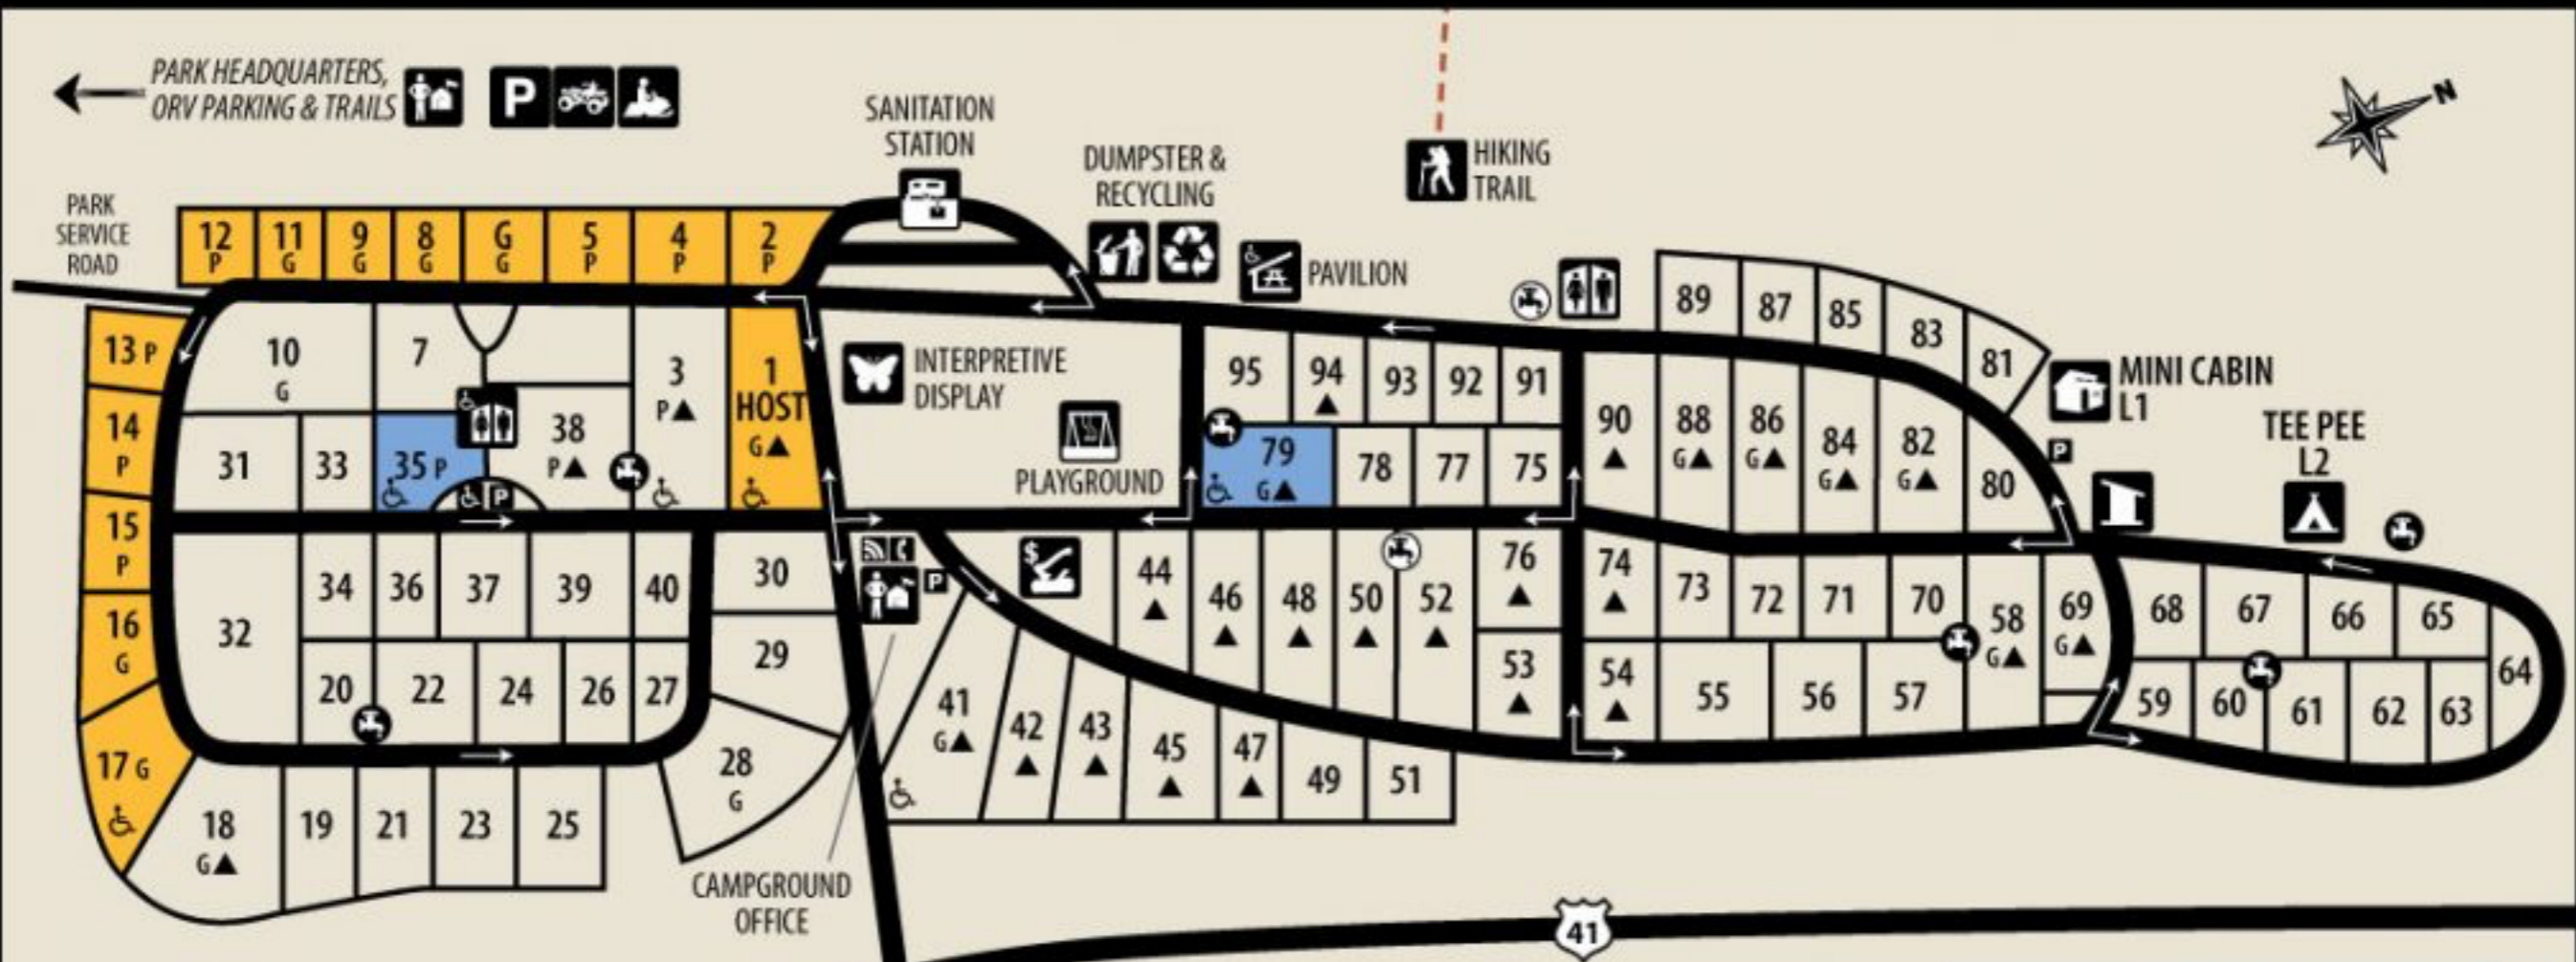 PARK HEADQUARTERS,
ORV PARKING & TRAILS
P
N
SANITATION
STATION
DUMPSTER &
RECYCLING
HIKING
TRAIL
PARK
SERVICE
ROAD
12
P
11
G
9
G
8
G
G
G
5
P
4
P
2
P
PAVILION
89
87
85
83
81
MINI CABIN
L1
P
TEE PEE
L2
13 P
14
P
15
P
16
G
17 G
10
G
7
3
P
1
HOST
G
31
33
35 P
38
P
P
INTERPRETIVE
DISPLAY
PLAYGROUND
95
94
93
92
91
79
G
78
77
75
90
88
G
86
G
84
G
82
G
80
32
34
36
37
39
40
30
29
20
22
24
26
27
28
G
18
G
19
21
23
25
P
$
44
46
48
50
52
76
53
74
54
73
72
71
70
58
G
69
G
55
56
57
68
67
66
65
64
59
60
61
62
63
41
G
42
43
45
47
49
51
CAMPGROUND
OFFICE
41